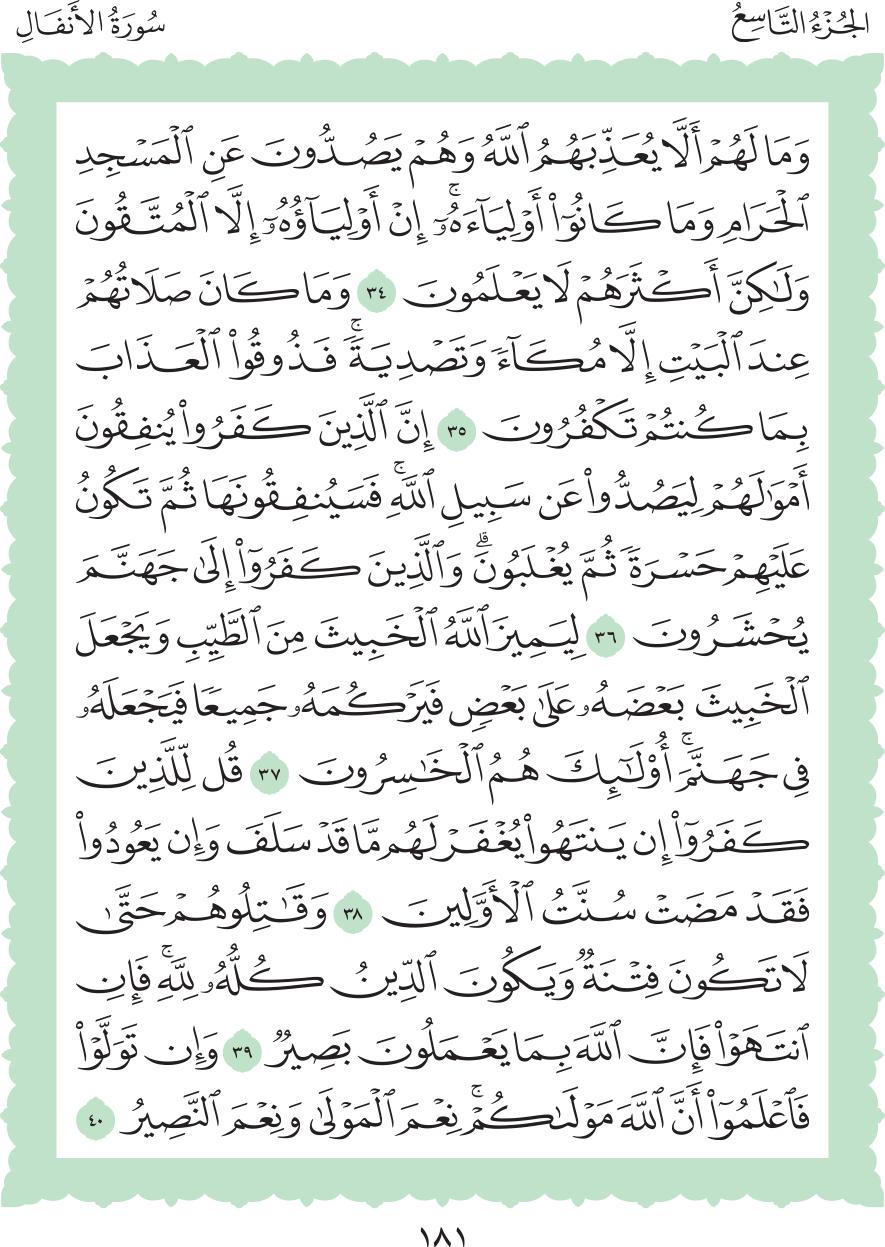 الجُزْءُ التَّاسِعُ
سُورَةُ الأَنفَالِ
وَمَا لَهُمْ أَلَّا يُعَذِّبَهُمُ ٱللَّهُ وَهُمْ يَصُدُّونَ عَنِ ٱلْمَسْجِدِ
ٱلْحَرَامِ وَمَا كَانُوٓا۟ أَوْلِيَآءَهُۥٓ ۚ إِنْ أَوْلِيَآؤُهُۥٓ إِلَّا ٱلْمُتَّقُونَ
وَلَٰكِنَّ أَكْثَرَهُمْ لَا يَعْلَمُونَ ٣٤ وَمَا كَانَ صَلَاتُهُمْ
عِندَ ٱلْبَيْتِ إِلَّا مُكَآءً وَتَصْدِيَةً ۚ فَذُوقُوا۟ ٱلْعَذَابَ
بِمَا كُنتُمْ تَكْفُرُونَ ٣٥ إِنَّ ٱلَّذِينَ كَفَرُوا۟ يُنفِقُونَ
أَمْوَٰلَهُمْ لِيَصُدُّوا۟ عَن سَبِيلِ ٱللَّهِ ۚ فَسَيُنفِقُونَهَا ثُمَّ تَكُونُ
عَلَيْهِمْ حَسْرَةً ثُمَّ يُغْلَبُونَ ۗ وَٱلَّذِينَ كَفَرُوٓا۟ إِلَىٰ جَهَنَّمَ
يُحْشَرُونَ ٣٦ لِيَمِيزَ ٱللَّهُ ٱلْخَبِيثَ مِنَ ٱلطَّيِّبِ وَيَجْعَلَ
ٱلْخَبِيثَ بَعْضَهُۥ عَلَىٰ بَعْضٍ فَيَرْكُمَهُۥ جَمِيعًا فَيَجْعَلَهُۥ
فِى جَهَنَّمَ ۚ أُو۟لَٰٓئِكَ هُمُ ٱلْخَٰسِرُونَ ٣٧ قُل لِّلَّذِينَ
كَفَرُوٓا۟ إِن يَنتَهُوا۟ يُغْفَرْ لَهُم مَّا قَدْ سَلَفَ وَإِن يَعُودُوا۟
فَقَدْ مَضَتْ سُنَّتُ ٱلْأَوَّلِينَ ٣٨ وَقَٰتِلُوهُمْ حَتَّىٰ
لَا تَكُونَ فِتْنَةٌ وَيَكُونَ ٱلدِّينُ كُلُّهُۥ لِلَّهِ ۚ فَإِنِ
ٱنتَهَوْا۟ فَإِنَّ ٱللَّهَ بِمَا يَعْمَلُونَ بَصِيرٌ ٣٩ وَإِن تَوَلَّوْا۟
فَٱعْلَمُوٓا۟ أَنَّ ٱللَّهَ مَوْلَىٰكُمْ ۚ نِعْمَ ٱلْمَوْلَىٰ وَنِعْمَ ٱلنَّصِيرُ ٤٠
١٨١